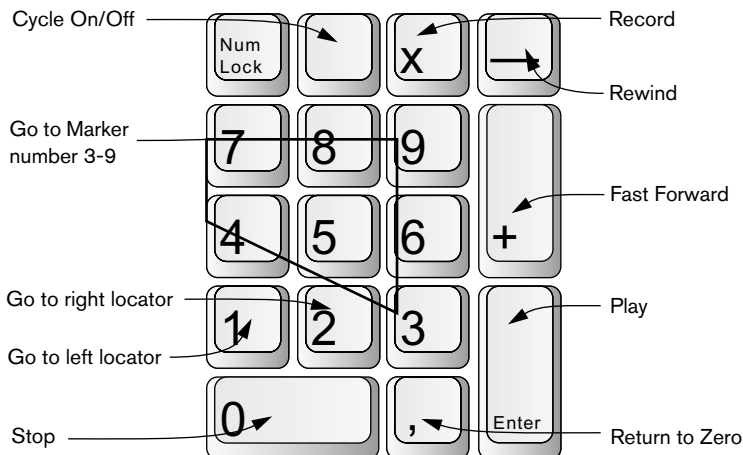 Cycle On/Off
Num
Lock
x
—
Record
Rewind
Go to Marker
number 3-9
7
8
9
Fast Forward
4
5
6
+
Go to right locator
Go to left locator
1
2
3
Play
Stop
0
,
Enter
Return to Zero